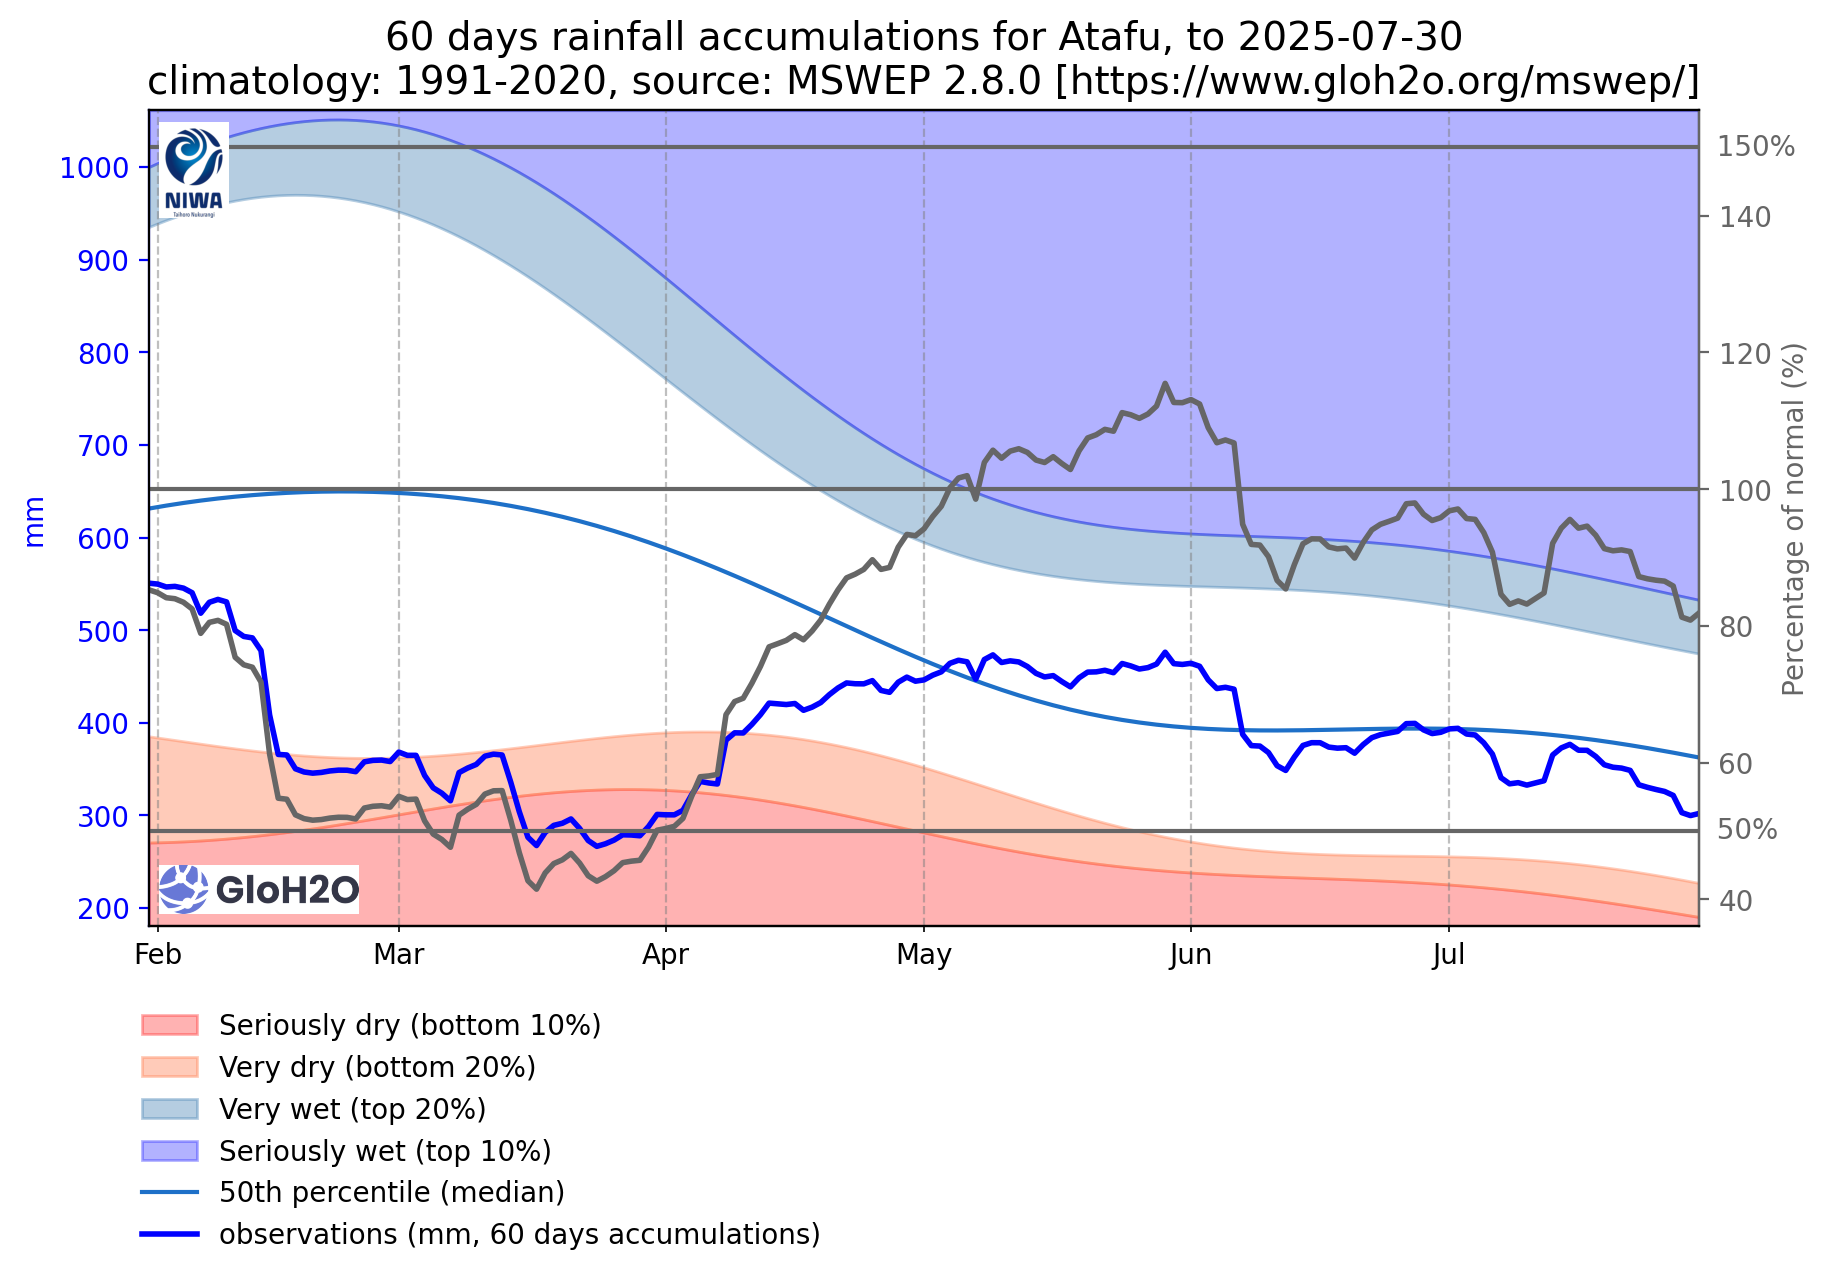 60 days rainfall accumulations for Atafu, to 2025-07-30
climatology: 1991-2020, source: MSWEP 2.8.0 [https://www.gloh2o.org/mswep/]
NIWA
Taihoro Nukurangi
1000
900
800
700
600
500
400
300
200
mm
150%
140
120
100
80
60
50%
40
Percentage of normal (%)
GloH2O
Feb Mar Apr May Jun Jul
Seriously dry (bottom 10%)
Very dry (bottom 20%)
Very wet (top 20%)
Seriously wet (top 10%)
50th percentile (median)
observations (mm, 60 days accumulations)